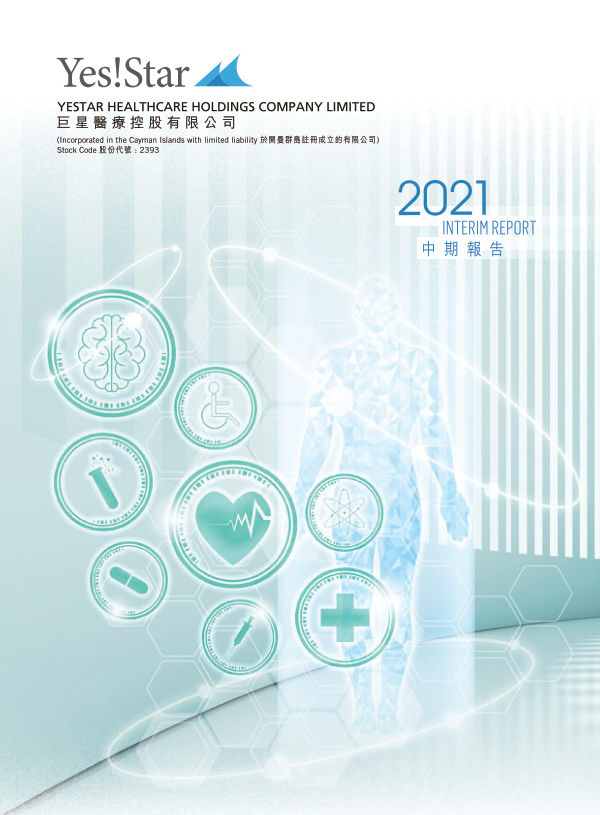 Yes!Star
YESTAR HEALTHCARE HOLDINGS COMPANY LIMITED
巨星醫療控股有限公司
(Incorporated in the Cayman Islands with limited liability 於開曼群島註冊成立的有限公司)
Stock Code 股份代號 : 2393
2021
INTERIM REPORT
中期報告